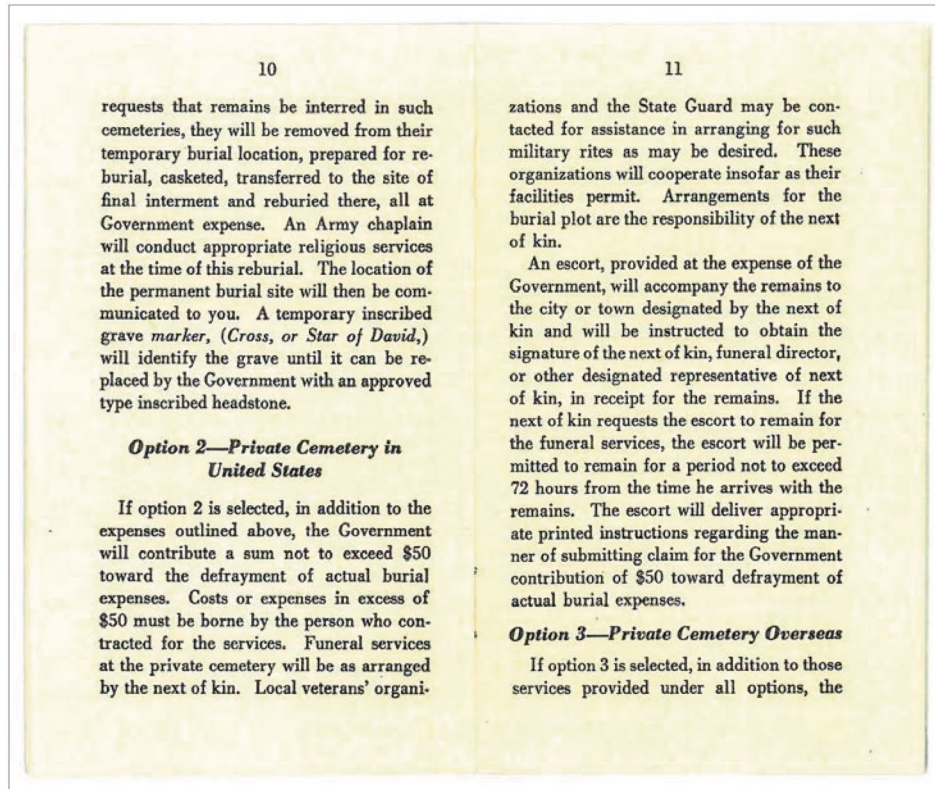 10
requests that remains be interred in such
cemeteries, they will be removed from their
temporary burial location, prepared for re-
burial, casketed, transferred to the site of
final interment and reburied there, all at
Government expense. An Army chaplain
will conduct appropriate religious services
at the time of this reburial. The location of
the permanent burial site will then be com-
municated to you. A temporary inscribed
grave marker, (Cross, or Star of David,)
will identify the grave until it can be re-
placed by the Government with an approved
type inscribed headstone.
Option 2—Private Cemetery in
United States
If option 2 is selected, in addition to the
expenses outlined above, the Government
will contribute a sum not to exceed $50
toward the defrayment of actual burial
expenses. Costs or expenses in excess of
$50 must be borne by the person who con-
tracted for the services. Funeral services
at the private cemetery will be as arranged
by the next of kin. Local veterans' organi-
11
zations and the State Guard may be con-
tacted for assistance in arranging for such
military rites as may be desired. These
organizations will cooperate insofar as their
facilities permit. Arrangements for the
burial plot are the responsibility of the next
of kin.
An escort, provided at the expense of the
Government, will accompany the remains to
the city or town designated by the next of
kin and will be instructed to obtain the
signature of the next of kin, funeral director,
or other designated representative of next
of kin, in receipt for the remains. If the
next of kin requests the escort to remain for
the funeral services, the escort will be per-
mitted to remain for a period not to exceed
72 hours from the time he arrives with the
remains. The escort will deliver appropri-
ate printed instructions regarding the man-
ner of submitting claim for the Government
contribution of $50 toward defrayment of
actual burial expenses.
Option 3—Private Cemetery Overseas
If option 3 is selected, in addition to those
services provided under all options, the